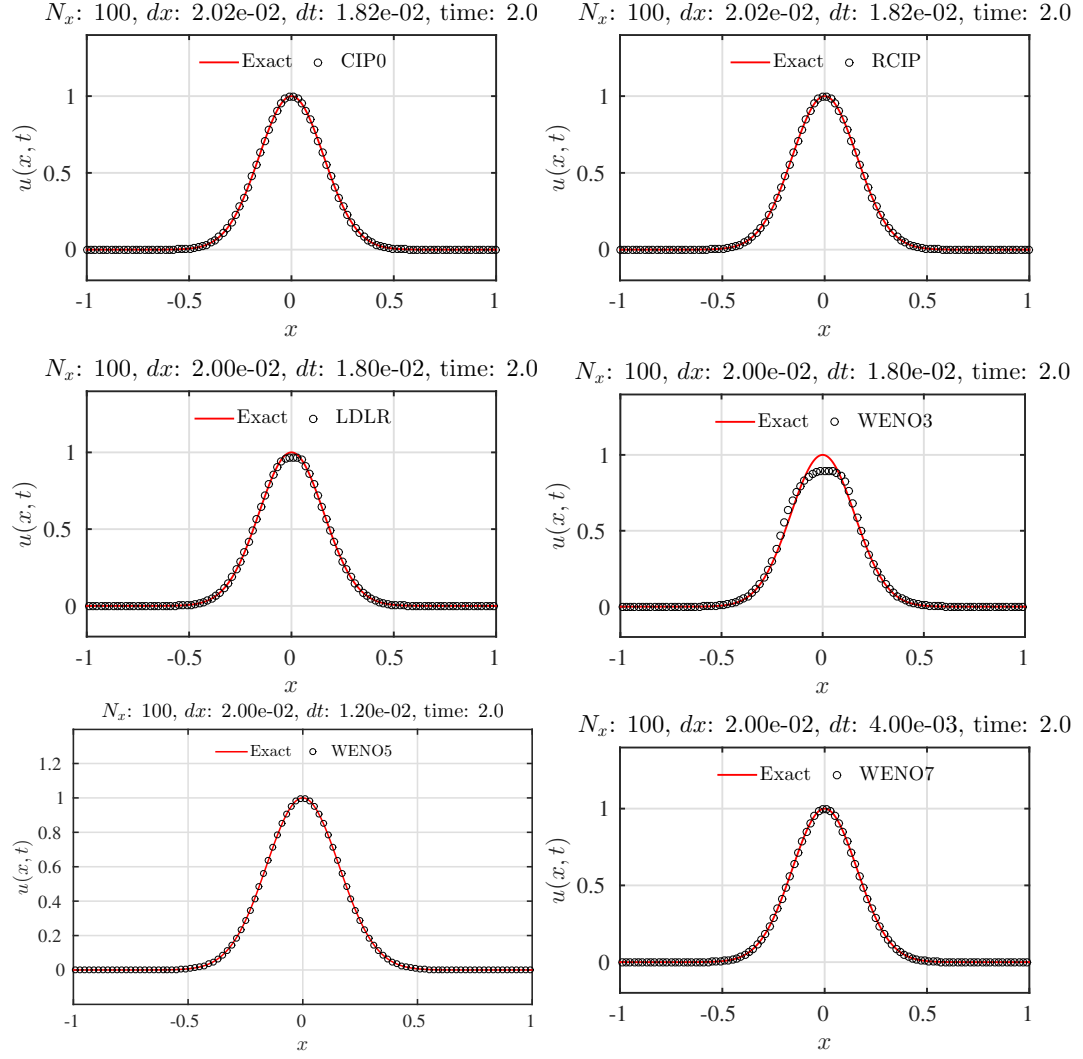 N_x: 100, dx: 2.02e-02, dt: 1.82e-02, time: 2.0
Exact CIP0
1
0.5
0
u(x, t)
-1 -0.5 0 0.5 1
x
N_x: 100, dx: 2.02e-02, dt: 1.82e-02, time: 2.0
Exact RCIP
1
0.5
0
u(x, t)
-1 -0.5 0 0.5 1
x
N_x: 100, dx: 2.00e-02, dt: 1.80e-02, time: 2.0
Exact LDLR
1
0.5
0
u(x, t)
-1 -0.5 0 0.5 1
x
N_x: 100, dx: 2.00e-02, dt: 1.80e-02, time: 2.0
Exact WENO3
1
0.5
0
u(x, t)
-1 -0.5 0 0.5 1
x
N_x: 100, dx: 2.00e-02, dt: 1.20e-02, time: 2.0
Exact WENO5
1.2
1
0.8
0.6
0.4
0.2
0
u(x, t)
-1 -0.5 0 0.5 1
x
N_x: 100, dx: 2.00e-02, dt: 4.00e-03, time: 2.0
Exact WENO7
1
0.5
0
u(x, t)
-1 -0.5 0 0.5 1
x